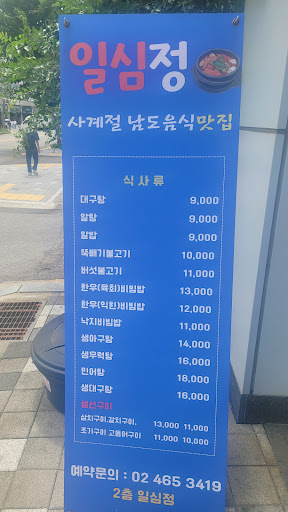 일심정
사계절 남도음식맛집
식 사 류
대구탕 9,000
알탕 9,000
알밥 9,000
뚝배기불고기 10,000
버섯불고기 11,000
한우(육회)비빔밥 13,000
한우(익힌)비빔밥 12,000
낙지비빔밥 11,000
생아구탕 14,000
생우럭탕 16,000
민어탕 18,000
생대구탕 16,000
생선구이
삼치구이,갈치구이, 13,000 11,000
조기구이 고등어구이 11,000 10,000
예약문의 : 02 465 3419
2층 일심정